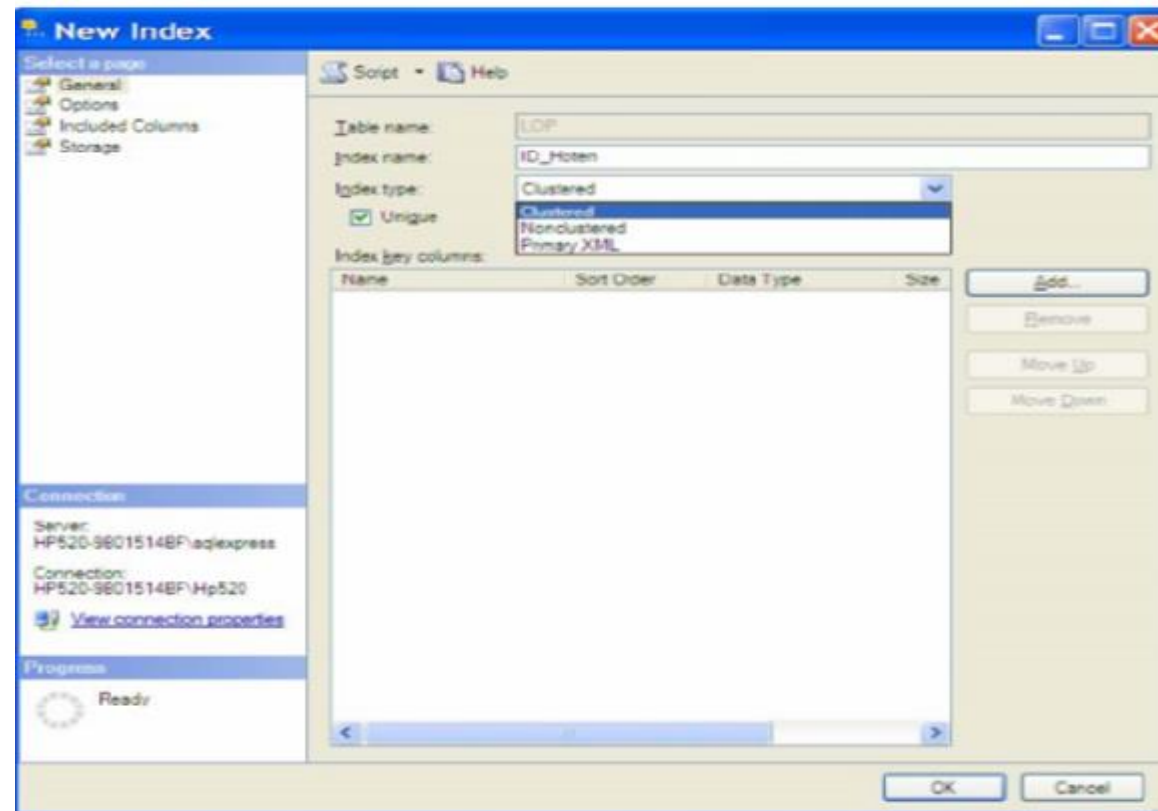 New Index
Select a page
General
Options
Included Columns
Storage
Script Help
Table name: LOP
Index name: ID_Hoten
Index type: Clustered
Unique
Clustered
Nonclustered
Primary XML
Index key columns:
Name Sort Order Data Type Size
Add...
Remove
Move Up
Move Down
Connection
Server:
HP520-9801514BF\sqlexpress
Connection:
HP520-9801514BF\Hp520
View connection properties
Progress
Ready
OK Cancel